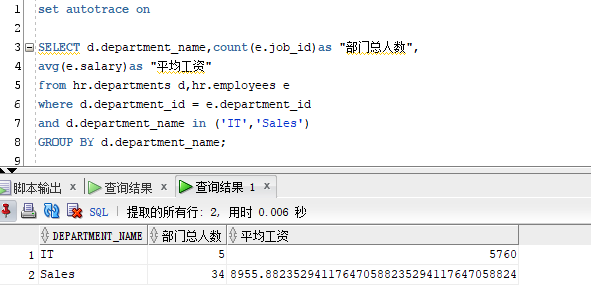 1 set autotrace on
2
3 SELECT d.department_name,count(e.job_id)as "部门总人数",
4 avg(e.salary)as "平均工资"
5 from hr.departments d,hr.employees e
6 where d.department_id = e.department_id
7 and d.department_name in ('IT','Sales')
8 GROUP BY d.department_name;
9
脚本输出 × 查询结果 × 查询结果 1 ×
SQL | 提取的所有行: 2, 用时 0.006 秒
DEPARTMENT_NAME 部门总人数 平均工资
1 IT 5 5760
2 Sales 34 8955.88235294117647058823529411764705882​4